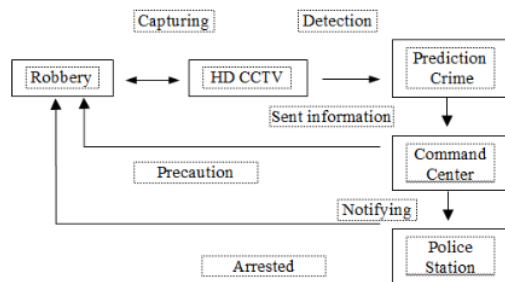 Capturing
Detection
Robbery
HD CCTV
Prediction
Crime
Sent information
Command
Center
Precaution
Notifying
Police
Station
Arrested